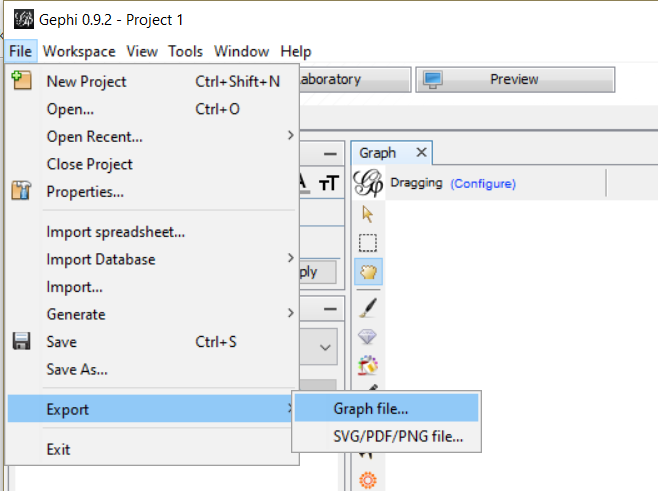 Gephi 0.9.2 - Project 1
File Workspace View Tools Window Help
New Project Ctrl+Shift+N
Open... Ctrl+O
Open Recent...
Close Project
Properties...
Import spreadsheet...
Import Database
Import...
Generate
Save Ctrl+S
Save As...
Export
Exit
Graph file...
SVG/PDF/PNG file...
aboratory
Preview
Graph
Dragging (Configure)
ply